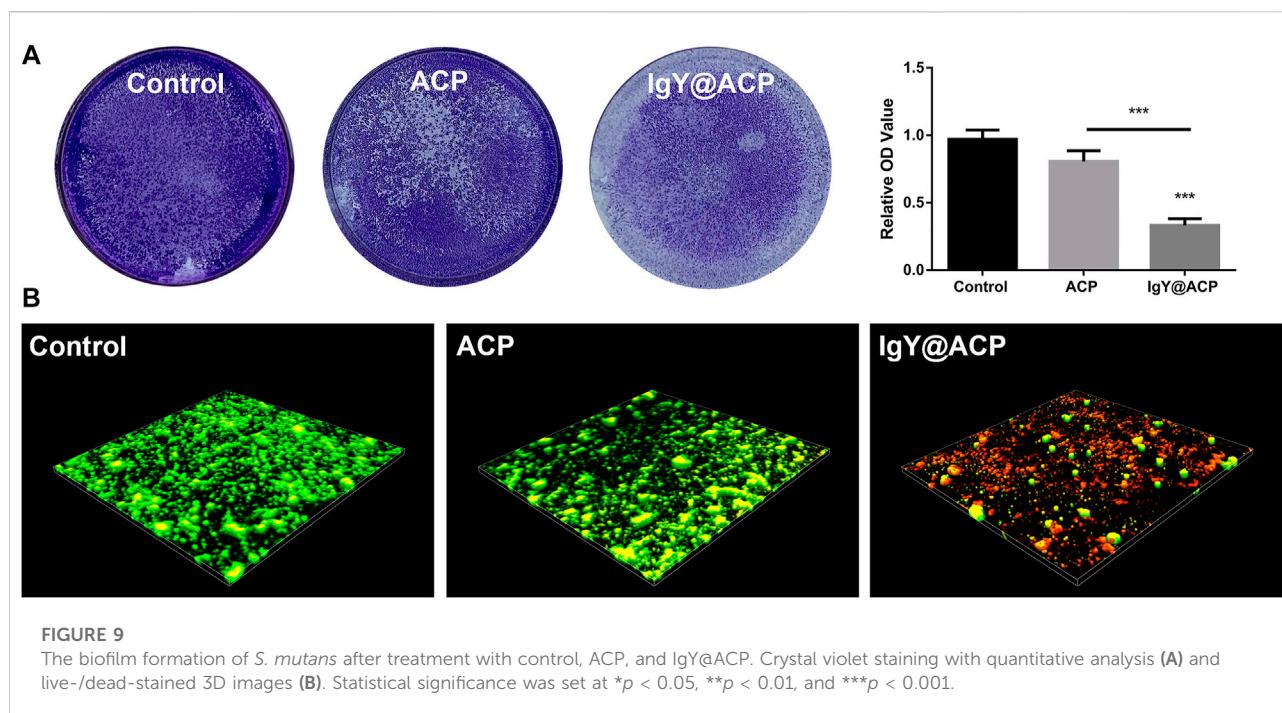 A
Control
ACP
IgY@ACP
Relative OD Value
1.5
1.0
0.5
0.0
***
***
Control
ACP
IgY@ACP
B
Control
ACP
IgY@ACP
FIGURE 9
The biofilm formation of S. mutans after treatment with control, ACP, and IgY@ACP. Crystal violet staining with quantitative analysis (A) and
live-/dead-stained 3D images (B). Statistical significance was set at *p < 0.05, **p < 0.01, and ***p < 0.001.